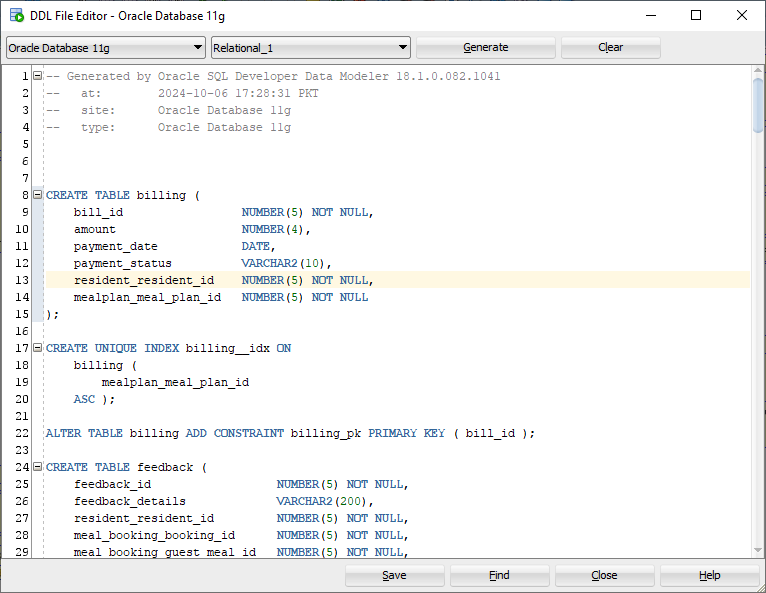 DDL File Editor - Oracle Database 11g
Oracle Database 11g Relational_1 Generate Clear
1 -- Generated by Oracle SQL Developer Data Modeler 18.1.0.082.1041
2 --   at:        2024-10-06 17:28:31 PKT
3 --   site:      Oracle Database 11g
4 --   type:      Oracle Database 11g
5
6
7
8 CREATE TABLE billing (
9     bill_id                 NUMBER(5) NOT NULL,
10     amount                  NUMBER(4),
11     payment_date            DATE,
12     payment_status          VARCHAR2(10),
13     resident_resident_id    NUMBER(5) NOT NULL,
14     mealplan_meal_plan_id   NUMBER(5) NOT NULL
15 );
16
17 CREATE UNIQUE INDEX billing__idx ON
18     billing (
19         mealplan_meal_plan_id
20     ASC );
21
22 ALTER TABLE billing ADD CONSTRAINT billing_pk PRIMARY KEY ( bill_id );
23
24 CREATE TABLE feedback (
25     feedback_id                  NUMBER(5) NOT NULL,
26     feedback_details             VARCHAR2(200),
27     resident_resident_id         NUMBER(5) NOT NULL,
28     meal_booking_booking_id      NUMBER(5) NOT NULL,
29     meal_booking_guest_meal_id   NUMBER(5) NOT NULL,
Save Find Close Help